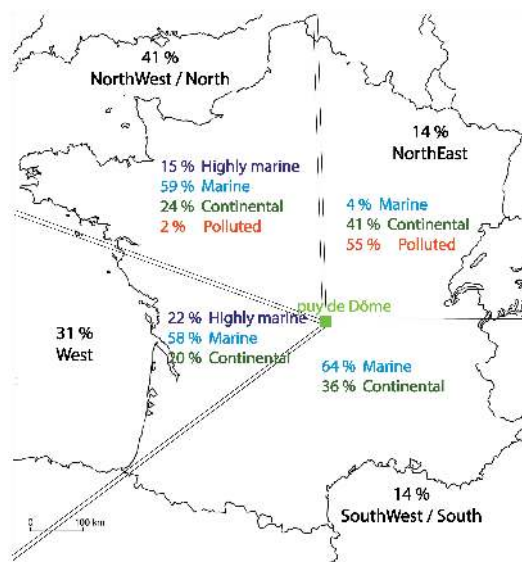 41 %
NorthWest / North
14 %
NorthEast
15 % Highly marine
59 % Marine
24 % Continental
2 % Polluted
4 % Marine
41 % Continental
55 % Polluted
puy de Dôme
22 % Highly marine
58 % Marine
20 % Continental
31 %
West
64 % Marine
36 % Continental
14 %
SouthWest / South
0 100 km